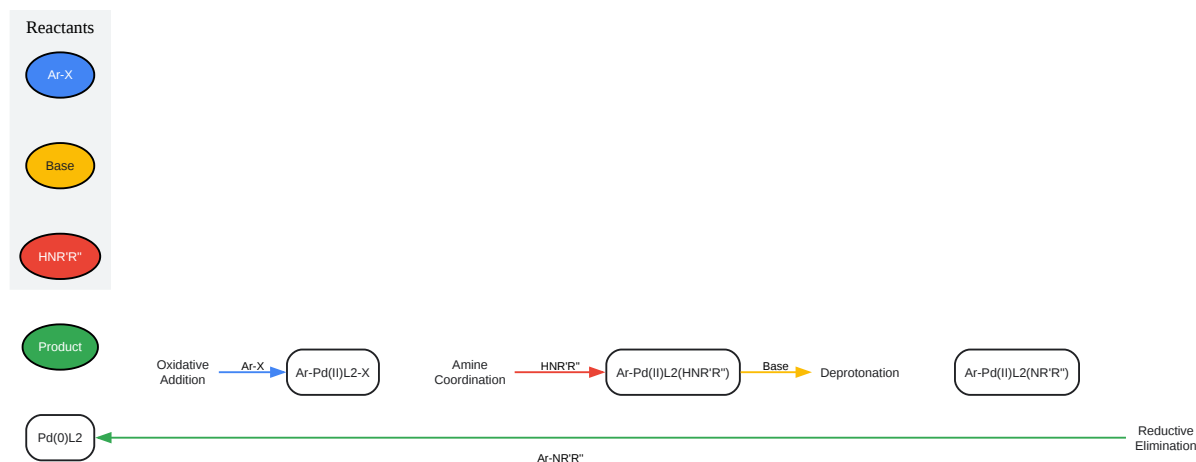 Reactants
Ar-X
Base
HNR'R"
Product
Oxidative
Addition
Ar-X
Ar-Pd(II)L2-X
Amine
Coordination
HNR'R"
Ar-Pd(II)L2(HNR'R")
Base
Deprotonation
Ar-Pd(II)L2(NR'R")
Pd(0)L2
Ar-NR'R"
Reductive
Elimination